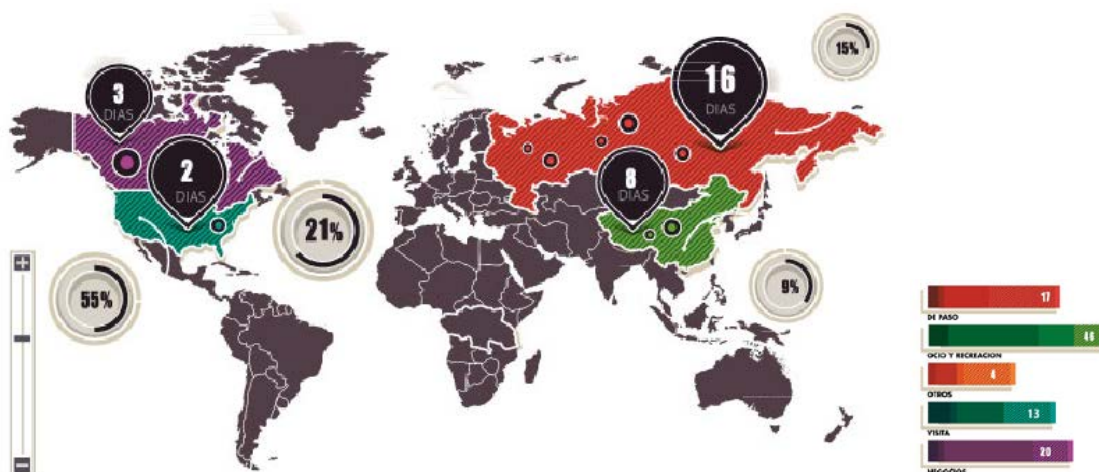 15%
16
DIAS
3
DIAS
2
DIAS
8
DIAS
21%
55%
9%
+
-
17
DE PASO
46
OCIO Y RECREACION
4
OTROS
13
VISITA
20
NEGOCIOS